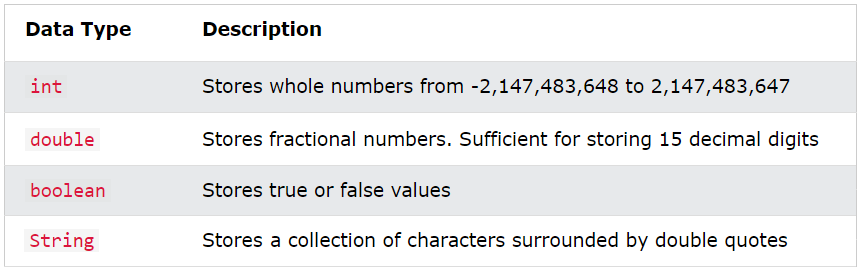 Data Type Description
int Stores whole numbers from -2,147,483,648 to 2,147,483,647
double Stores fractional numbers. Sufficient for storing 15 decimal digits
boolean Stores true or false values
String Stores a collection of characters surrounded by double quotes